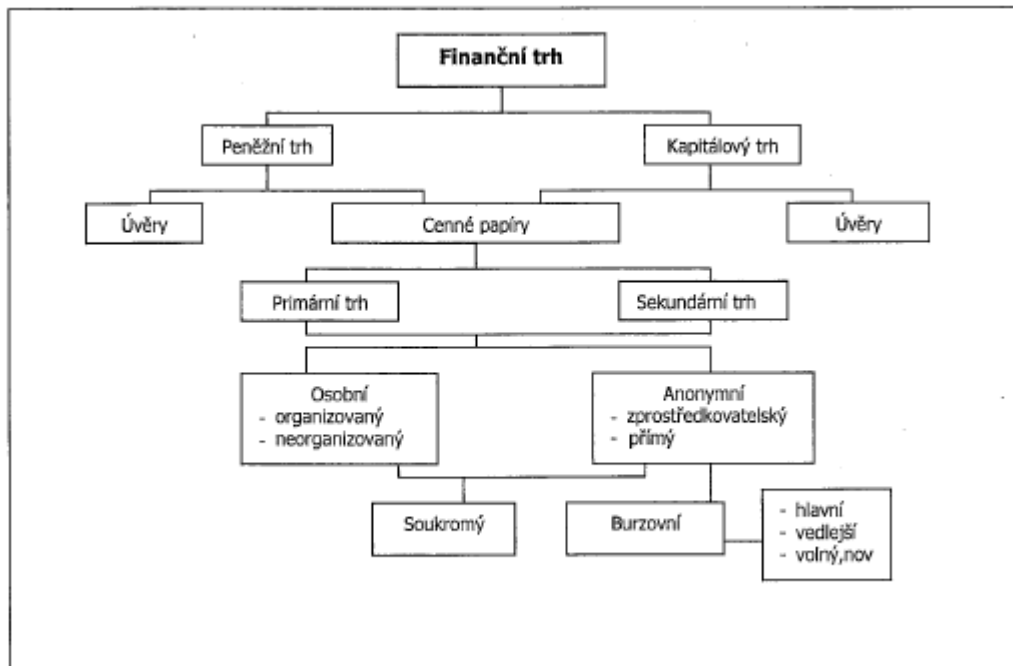 Finanční trh
Peněžní trh
Kapitálový trh
Úvěry
Cenné papíry
Úvěry
Primární trh
Sekundární trh
Osobní
- organizovaný
- neorganizovaný
Anonymní
- zprostředkovatelský
- přímý
Soukromý
Burzovní
- hlavní
- vedlejší
- volný,nov